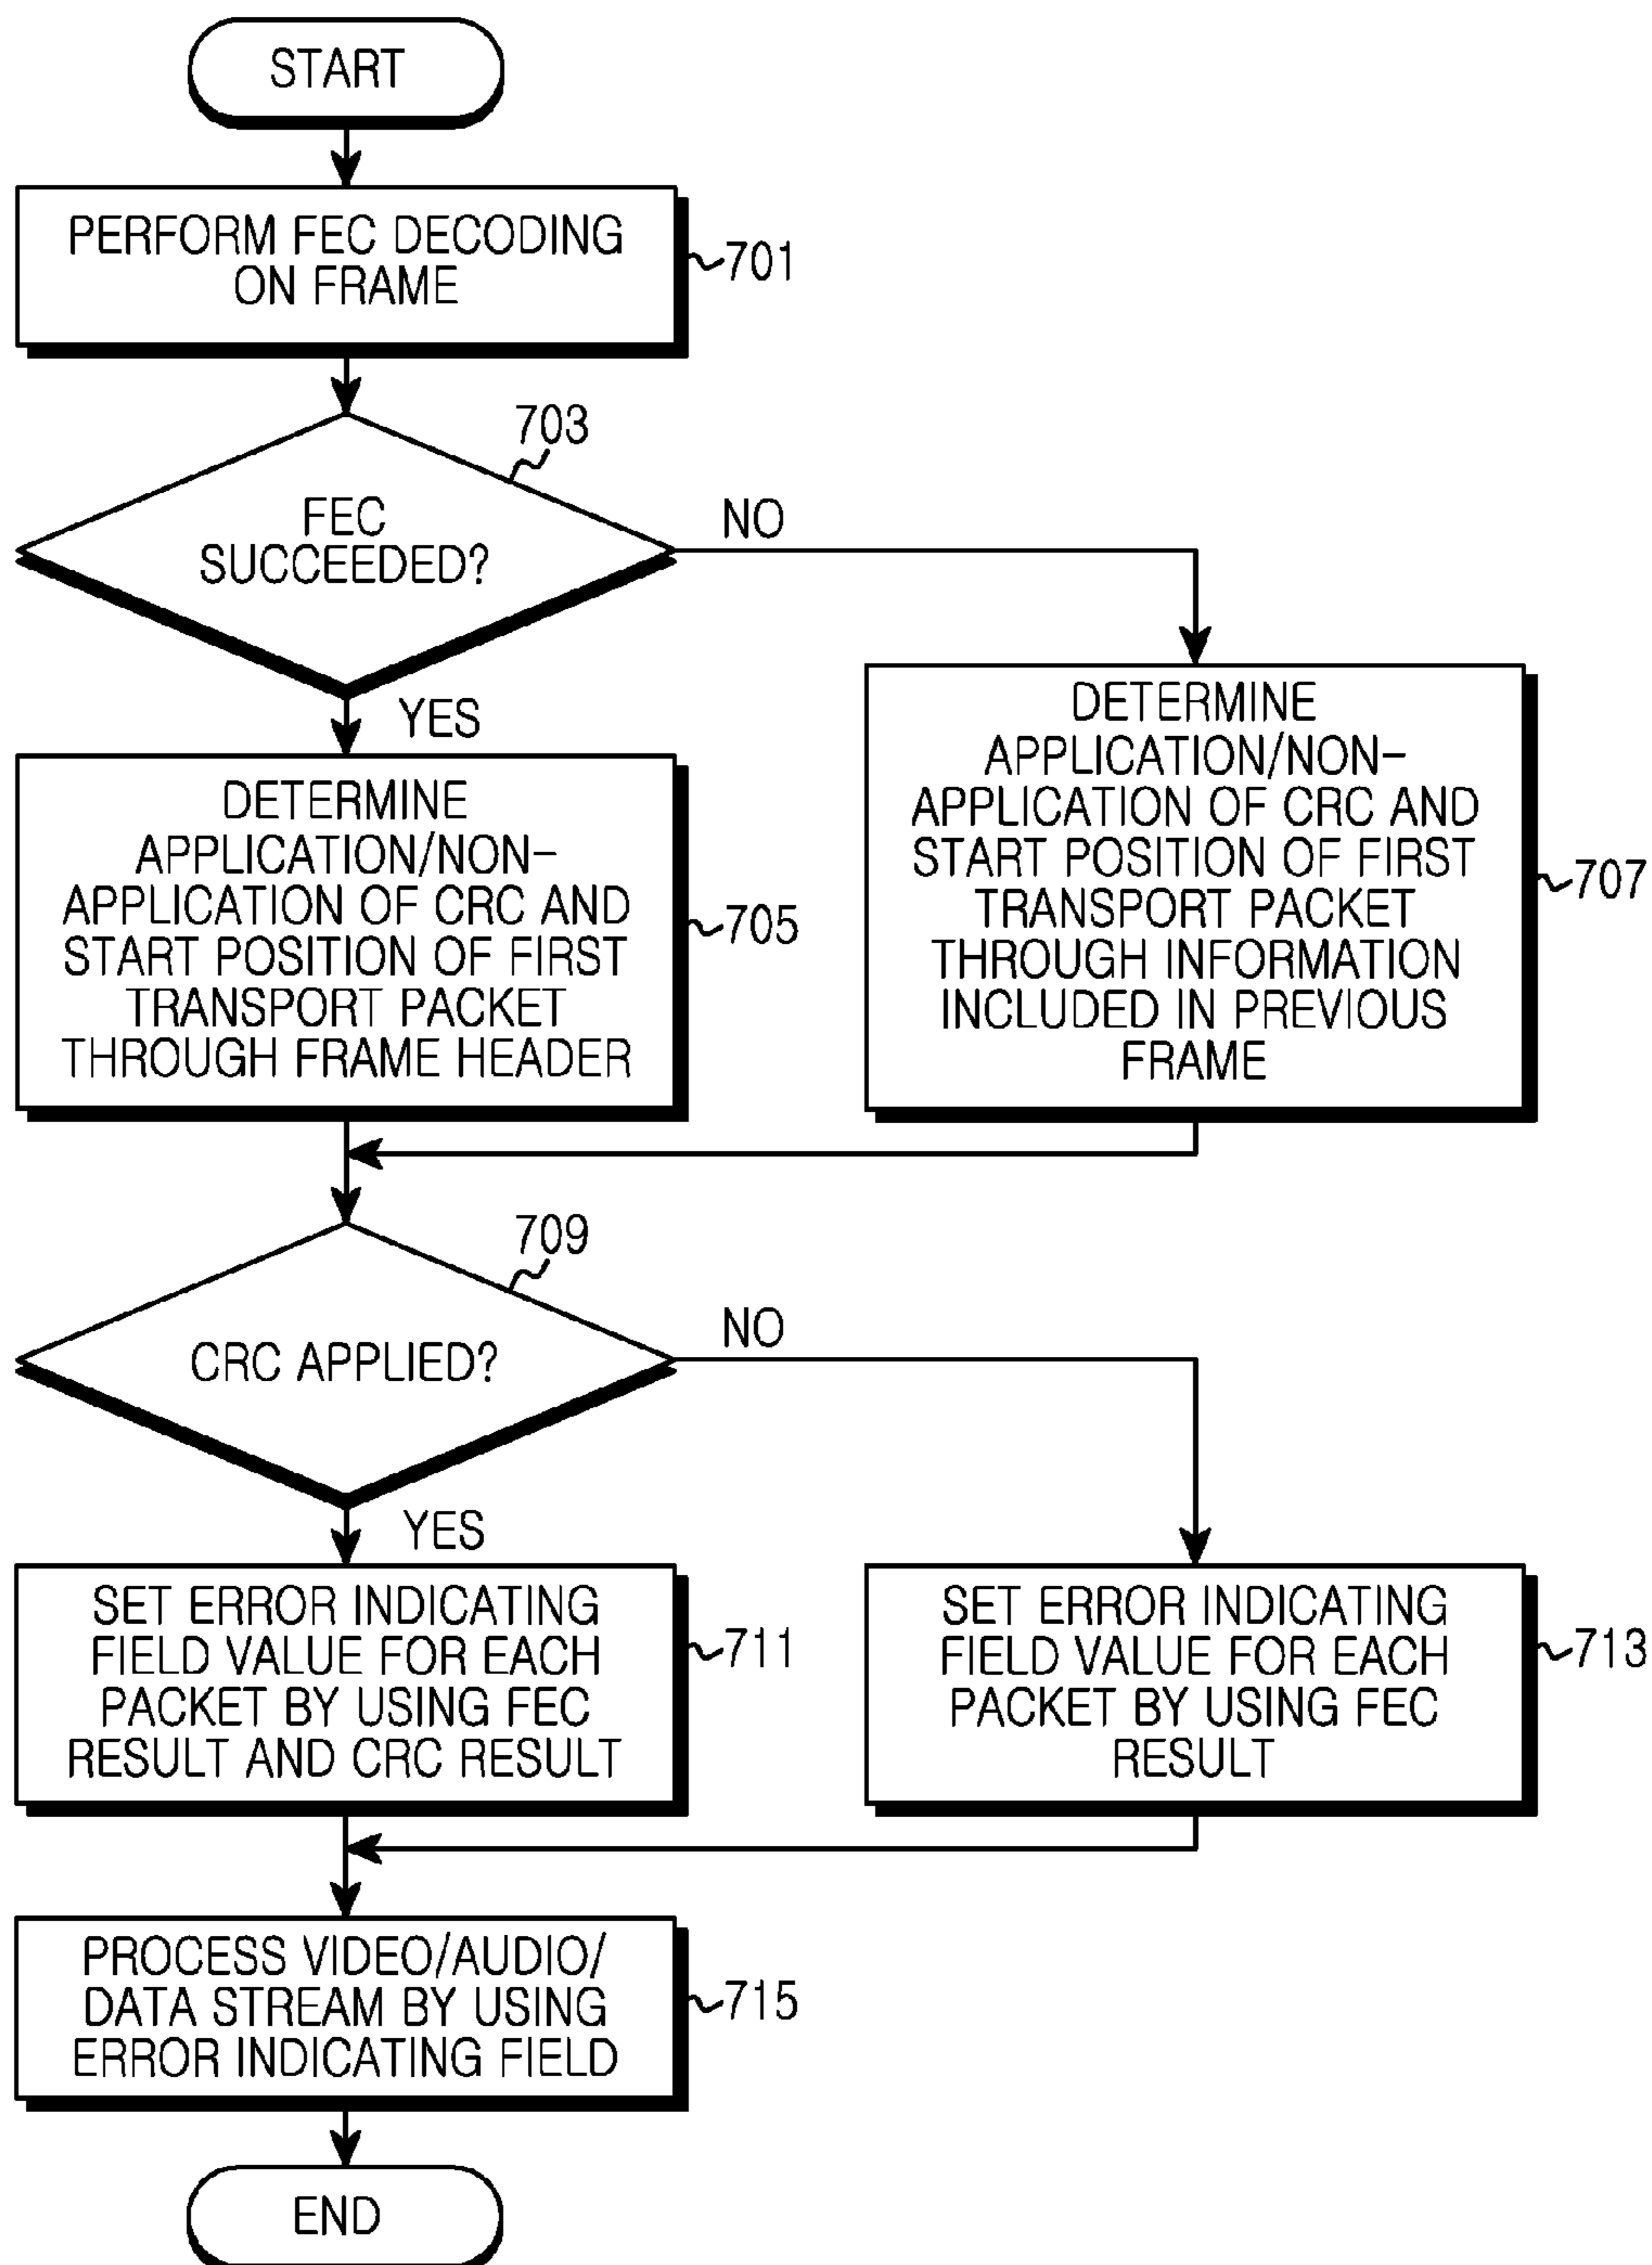 START
PERFORM FEC DECODING
ON FRAME
701
703
FEC
SUCCEEDED?
NO
YES
DETERMINE
APPLICATION/NON-
APPLICATION OF CRC AND
START POSITION OF FIRST
TRANSPORT PACKET
THROUGH FRAME HEADER
705
DETERMINE
APPLICATION/NON-
APPLICATION OF CRC AND
START POSITION OF FIRST
TRANSPORT PACKET
THROUGH INFORMATION
INCLUDED IN PREVIOUS
FRAME
707
709
CRC APPLIED?
NO
YES
SET ERROR INDICATING
FIELD VALUE FOR EACH
PACKET BY USING FEC
RESULT AND CRC RESULT
711
SET ERROR INDICATING
FIELD VALUE FOR EACH
PACKET BY USING FEC
RESULT
713
PROCESS VIDEO/AUDIO/
DATA STREAM BY USING
ERROR INDICATING FIELD
715
END